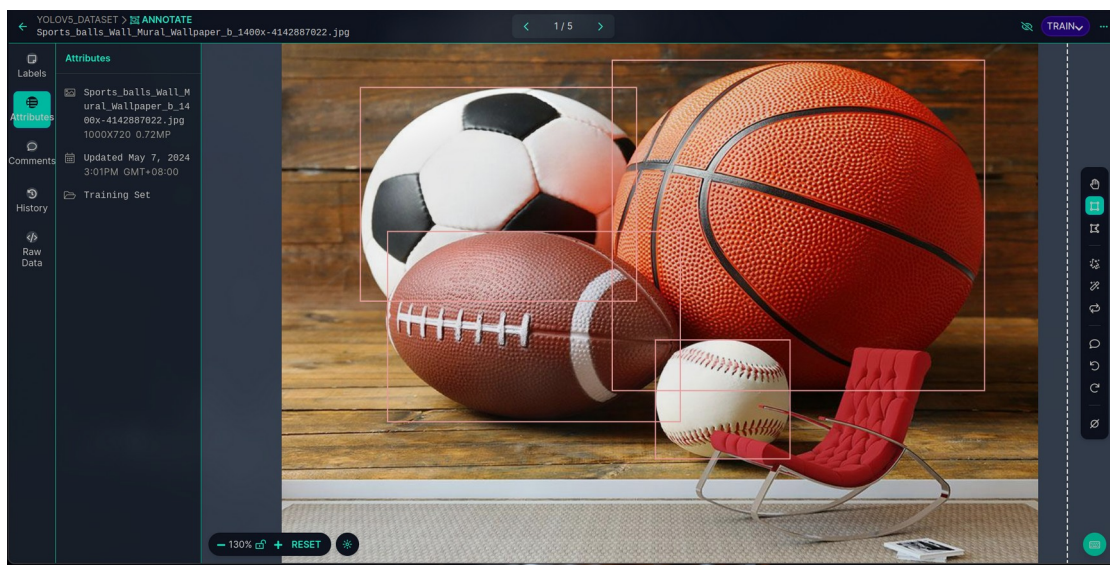 YOLOV5_DATASET > ANNOTATE
Sports_balls_Wall_Mural_Wallpaper_b_1400x-4142887022.jpg
1 / 5
TRAIN
Labels
Attributes
Comments
History
Raw
Data
Attributes
Sports_balls_Wall_M
ural_Wallpaper_b_14
00x-4142887022.jpg
1000X720 0.72MP
Updated May 7, 2024
3:01PM GMT+08:00
Training Set
130%
RESET